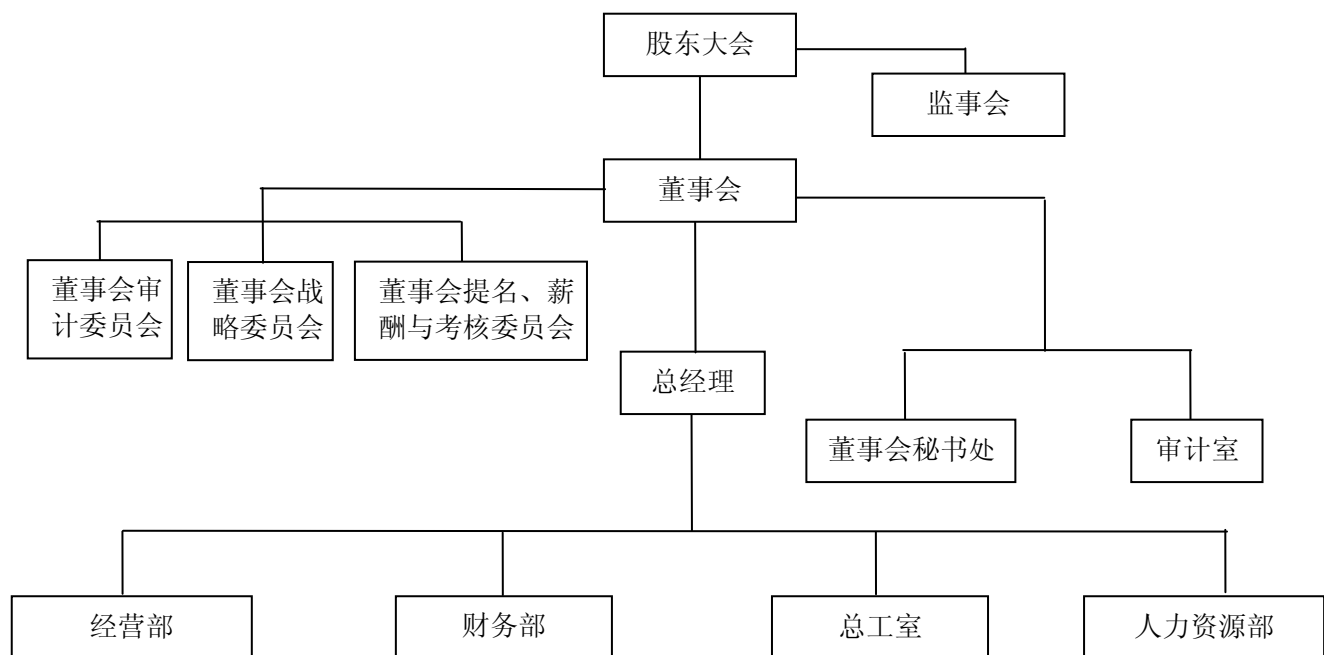 股东大会
监事会
董事会
董事会审
计委员会
董事会战
略委员会
董事会提名、薪
酬与考核委员会
总经理
董事会秘书处
审计室
经营部
财务部
总工室
人力资源部